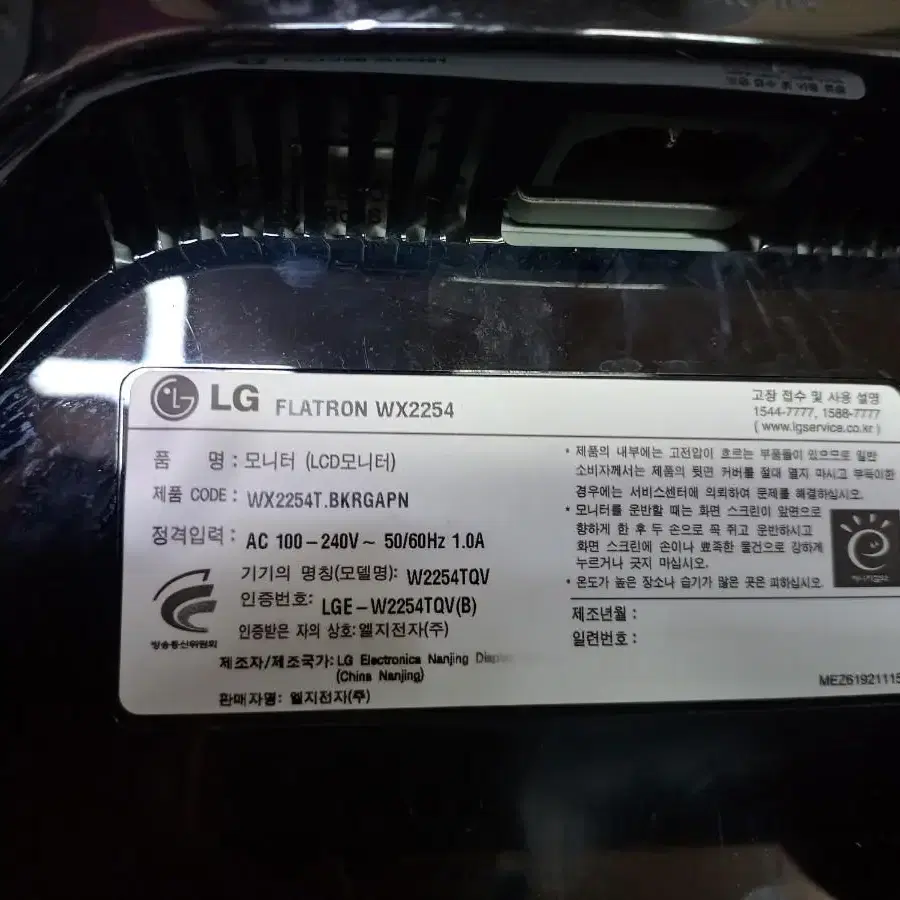 LG FLATRON WX2254
고장 접수 및 사용 설명
1544-7777, 1588-7777
( www.lgservice.co.kr )
품 명 : 모니터 (LCD모니터)
제품 CODE : WX2254T.BKRGAPN
정격입력 : AC 100-240V~ 50/60Hz 1.0A
기기의 명칭(모델명): W2254TQV
인증번호: LGE-W2254TQV(B)
인증받은 자의 상호:엘지전자(주)
방송통신위원회
제조자/제조국가: LG Electronics Nanjing Display
(China Nanjing)
판매자명: 엘지전자(주)
* 제품의 내부에는 고전압이 흐르는 부품들이 있으므로 일반
소비자께서는 제품의 뒷면 커버를 절대 열지 마시고 부득이한
경우에는 서비스센터에 의뢰하여 문제를 해결하십시오.
* 모니터를 운반할 때는 화면 스크린이 앞면으로
향하게 한 후 두 손으로 꼭 쥐고 운반하시고
화면 스크린에 손이나 뾰족한 물건으로 강하게
누르거나 긋지 마십시오.
* 온도가 높은 장소나 습기가 많은 곳은 피하십시오.
에너지절약
제조년월 :
일련번호 :
MEZ61921115